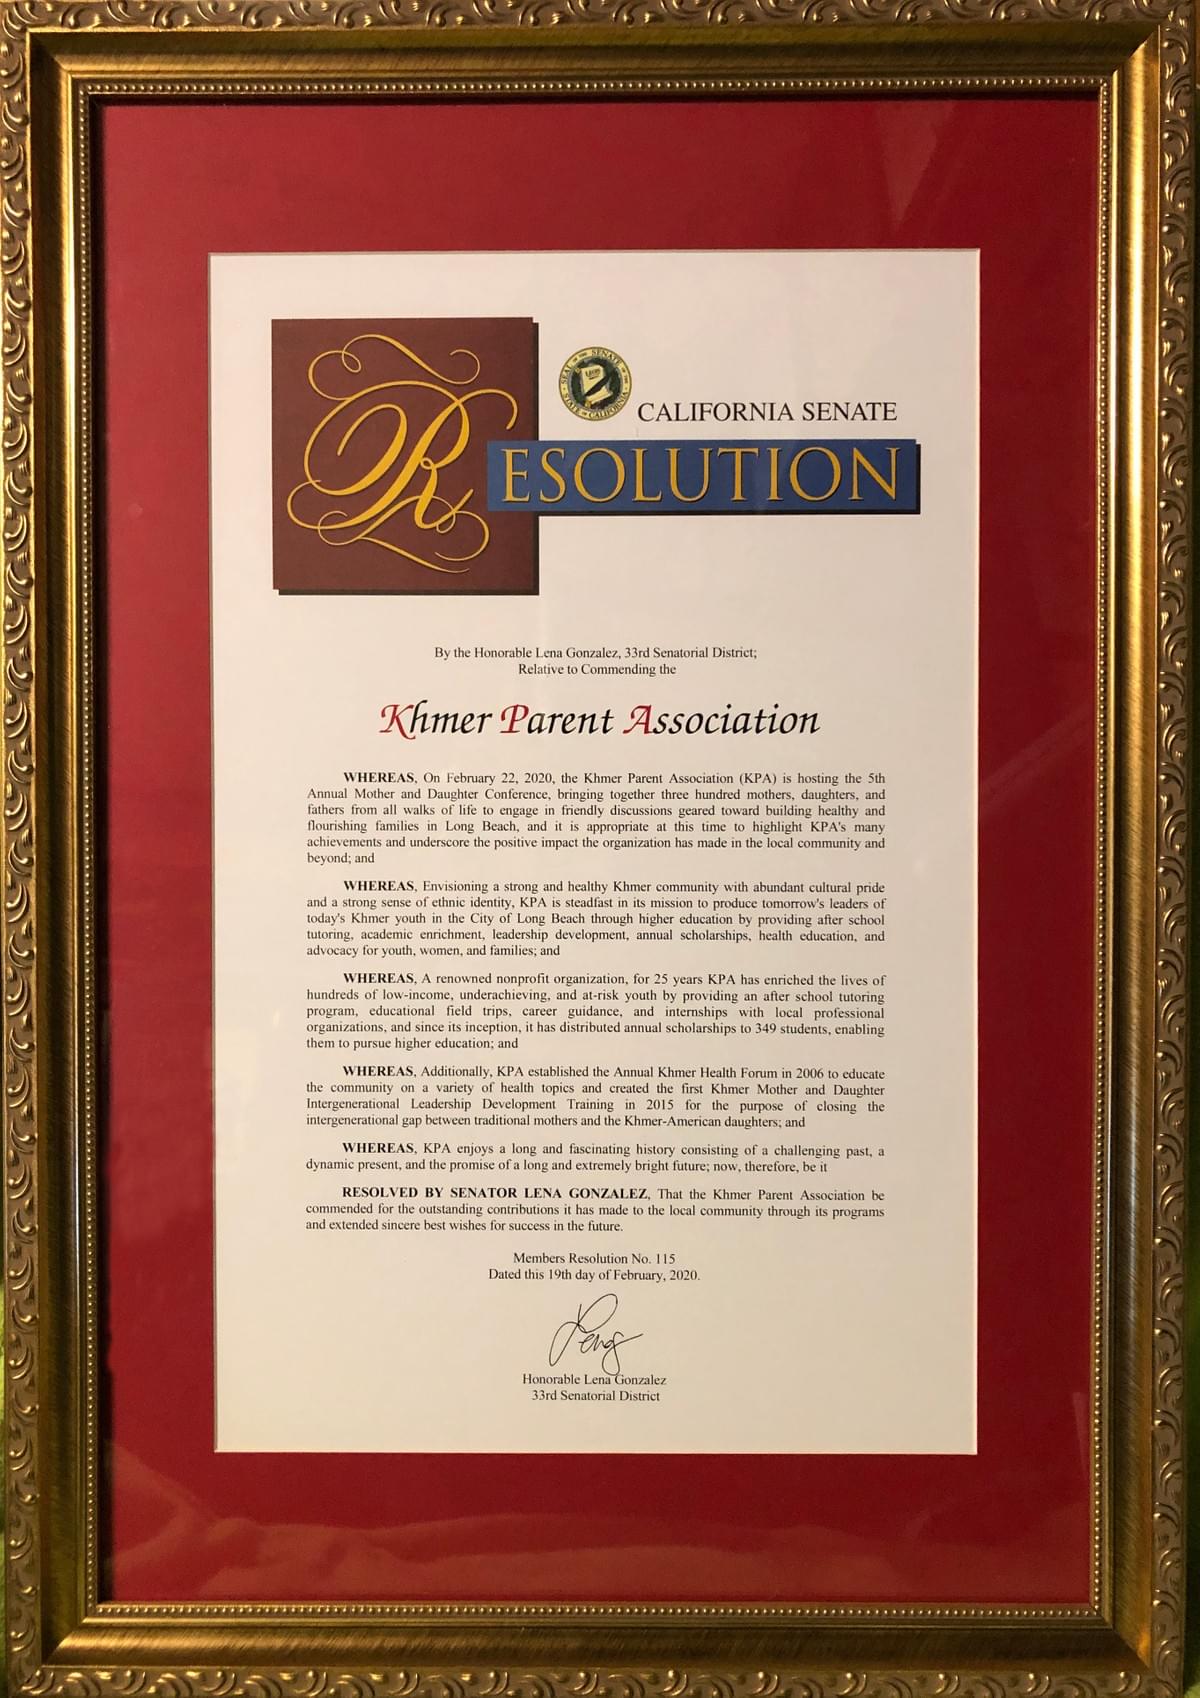 SEAL OF THE SENATE
STATE OF CALIFORNIA
CALIFORNIA SENATE
RESOLUTION
By the Honorable Lena Gonzalez, 33rd Senatorial District;
Relative to Commending the
Khmer Parent Association
WHEREAS, On February 22, 2020, the Khmer Parent Association (KPA) is hosting the 5th
Annual Mother and Daughter Conference, bringing together three hundred mothers, daughters, and
fathers from all walks of life to engage in friendly discussions geared toward building healthy and
flourishing families in Long Beach, and it is appropriate at this time to highlight KPA's many
achievements and underscore the positive impact the organization has made in the local community and
beyond; and
WHEREAS, Envisioning a strong and healthy Khmer community with abundant cultural pride
and a strong sense of ethnic identity, KPA is steadfast in its mission to produce tomorrow's leaders of
today's Khmer youth in the City of Long Beach through higher education by providing after school
tutoring, academic enrichment, leadership development, annual scholarships, health education, and
advocacy for youth, women, and families; and
WHEREAS, A renowned nonprofit organization, for 25 years KPA has enriched the lives of
hundreds of low-income, underachieving, and at-risk youth by providing an after school tutoring
program, educational field trips, career guidance, and internships with local professional
organizations, and since its inception, it has distributed annual scholarships to 349 students, enabling
them to pursue higher education; and
WHEREAS, Additionally, KPA established the Annual Khmer Health Forum in 2006 to educate
the community on a variety of health topics and created the first Khmer Mother and Daughter
Intergenerational Leadership Development Training in 2015 for the purpose of closing the
intergenerational gap between traditional mothers and the Khmer-American daughters; and
WHEREAS, KPA enjoys a long and fascinating history consisting of a challenging past, a
dynamic present, and the promise of a long and extremely bright future; now, therefore, be it
RESOLVED BY SENATOR LENA GONZALEZ, That the Khmer Parent Association be
commended for the outstanding contributions it has made to the local community through its programs
and extended sincere best wishes for success in the future.
Members Resolution No. 115
Dated this 19th day of February, 2020.
Lena
Honorable Lena Gonzalez
33rd Senatorial District